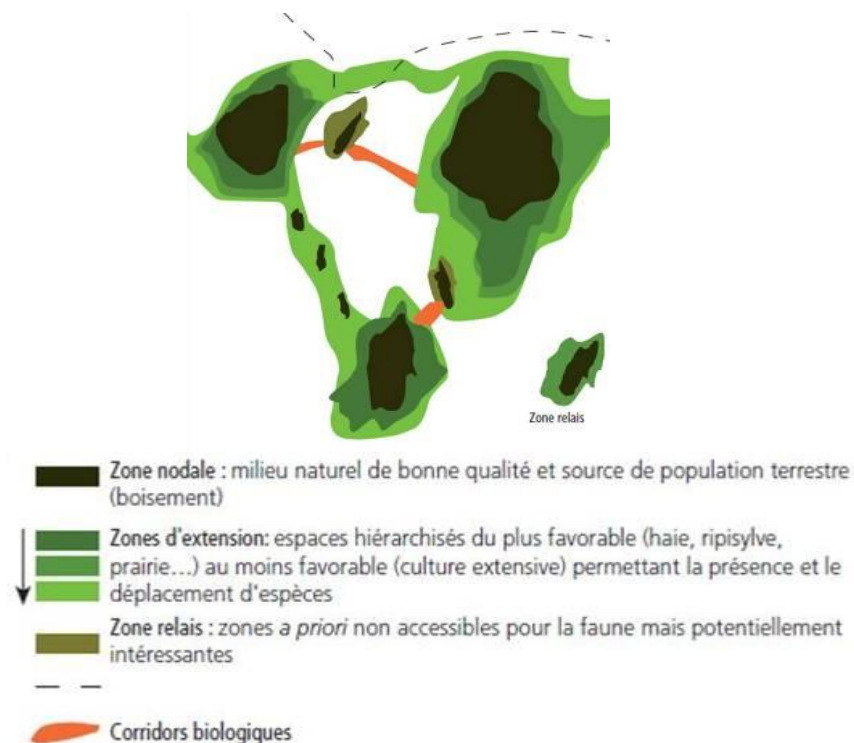 Zone relais
Zone nodale : milieu naturel de bonne qualité et source de population terrestre
(boisement)
Zones d'extension: espaces hiérarchisés du plus favorable (haie, ripisylve,
prairie...) au moins favorable (culture extensive) permettant la présence et le
déplacement d'espèces
Zone relais : zones a priori non accessibles pour la faune mais potentiellement
intéressantes
Corridors biologiques